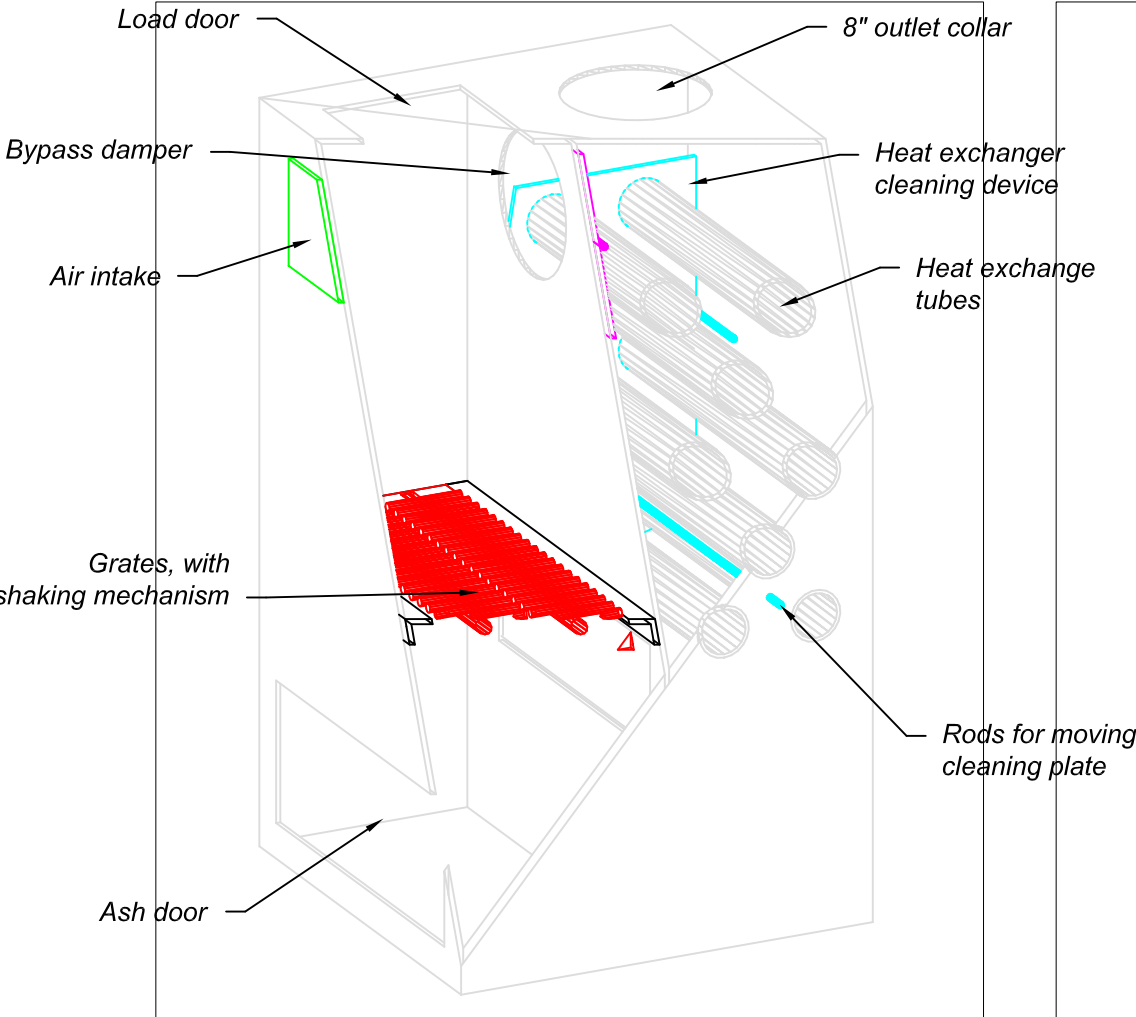 Load door
8" outlet collar
Bypass damper
Heat exchanger
cleaning device
Air intake
Heat exchange
tubes
Grates, with
shaking mechanism
Rods for moving
cleaning plate
Ash door